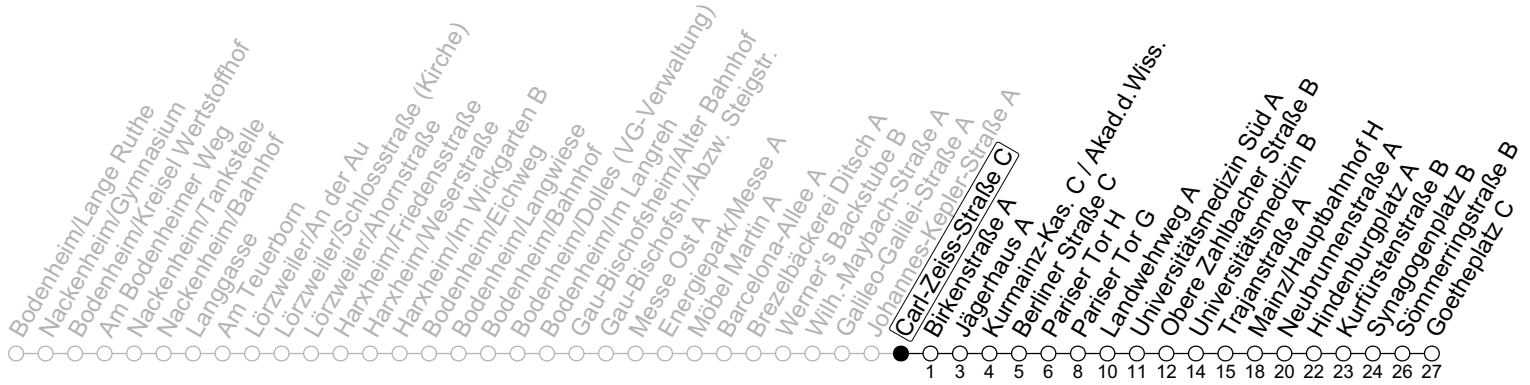 Bodenheim/Lange Ruthe
Nackenheim/Gymnasium
Bodenheim/Kreisel Wertstoffhof
Am Bodenheimer Weg
Nackenheim/Tankstelle
Nackenheim/Bahnhof
Langgasse
Am Teuerborn
Lörzweiler/An der Au
Lörzweiler/Schlossstraße (Kirche)
Lörzweiler/Ahornstraße
Harxheim/Friedensstraße
Harxheim/Weserstraße
Harxheim/Im Wickgarten B
Bodenheim/Eichweg
Bodenheim/Langwiese
Bodenheim/Bahnhof
Bodenheim/Dolles (VG-Verwaltung)
Bodenheim/Im Langreh
Gau-Bischofsheim/Alter Bahnhof
Gau-Bischofsh./Abzw. Steigstr.
Messe Ost A
Energiepark/Messe A
Möbel Martin A
Barcelona-Allee A
Brezelbäckerei Ditsch A
Werner's Backstube B
Wilh.-Maybach-Straße A
Galileo-Galilei-Straße A
Johannes-Kepler-Straße A
Carl-Zeiss-Straße C
Birkenstraße A
Jägerhaus A
Kurmainz-Kas. C / Akad.d.Wiss.
Berliner Straße C
Pariser Tor H
Pariser Tor G
Landwehrweg A
Universitätsmedizin Süd A
Obere Zahlbacher Straße B
Universitätsmedizin B
Trajanstraße A
Mainz/Hauptbahnhof H
Neubrunnenstraße A
Hindenburgplatz A
Kurfürstenstraße B
Synagogenplatz B
Sömmerringstraße B
Goetheplatz C
1 3 4 5 6 8 10 11 12 14 15 18 20 22 23 24 26 27